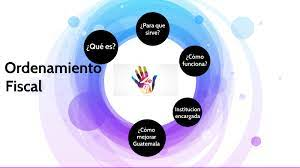 Ordenamiento
Fiscal
¿Qué es?
¿Para que
sirve?
¿Cómo
funciona?
Institucion
encargada
¿Cómo
mejorar
Guatemala